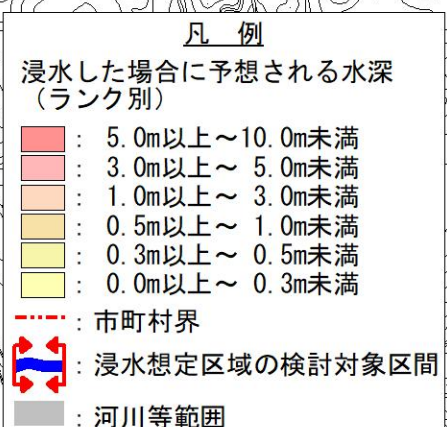 凡　例
浸水した場合に予想される水深
（ランク別）
： 5.0m以上～10.0m未満
： 3.0m以上～ 5.0m未満
： 1.0m以上～ 3.0m未満
： 0.5m以上～ 1.0m未満
： 0.3m以上～ 0.5m未満
： 0.0m以上～ 0.3m未満
： 市町村界
： 浸水想定区域の検討対象区間
： 河川等範囲